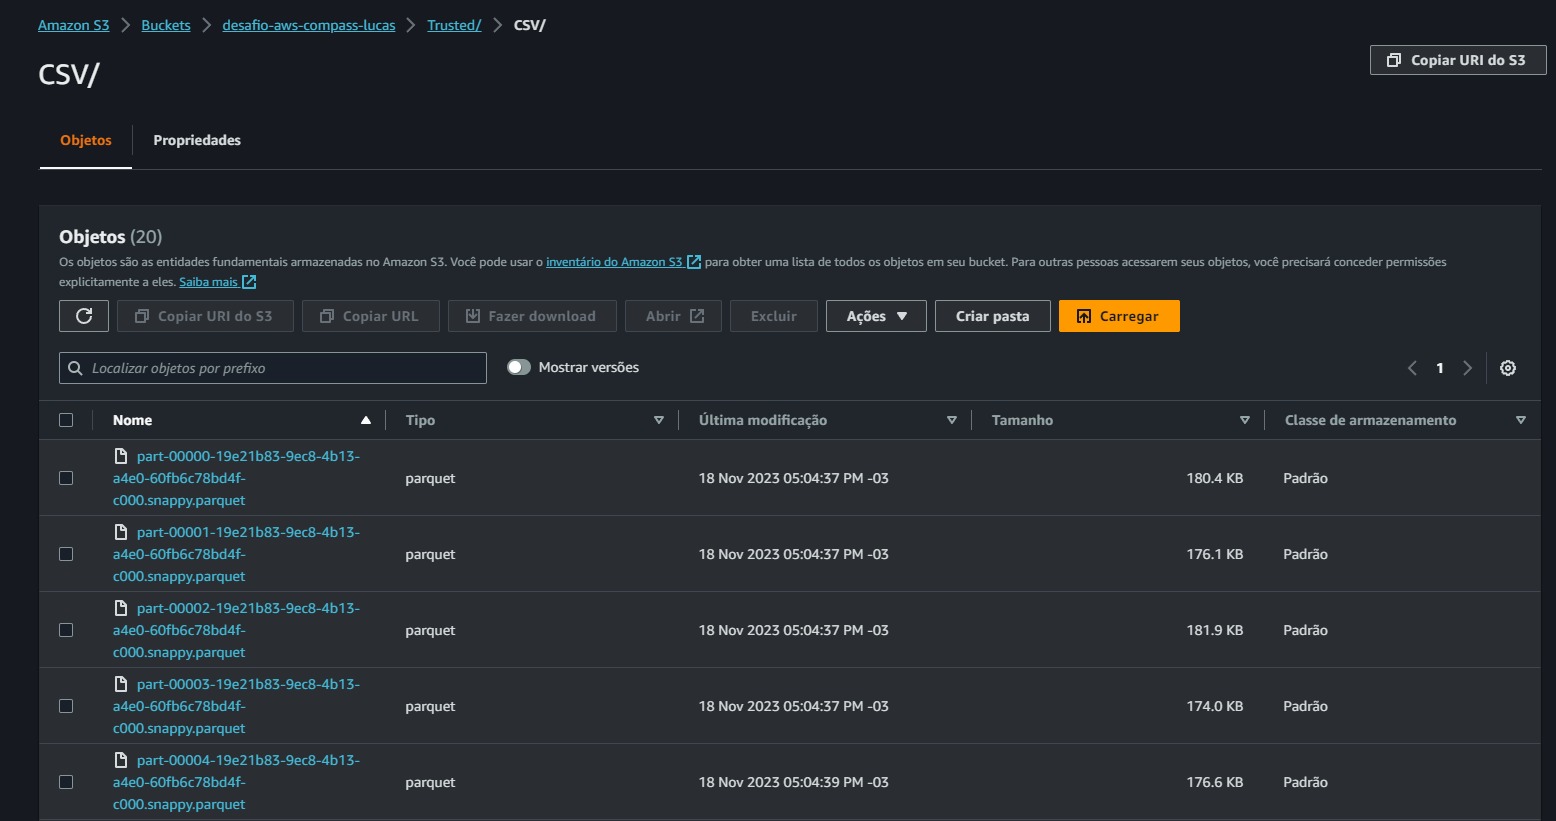 Amazon S3 > Buckets > desafio-aws-compass-lucas > Trusted/ > CSV/
CSV/
Copiar URI do S3
Objetos Propriedades
Objetos (20)
Os objetos são as entidades fundamentais armazenadas no Amazon S3. Você pode usar o inventário do Amazon S3 para obter uma lista de todos os objetos em seu bucket. Para outras pessoas acessarem seus objetos, você precisará conceder permissões
explicitamente a eles. Saiba mais
Copiar URI do S3 Copiar URL Fazer download Abrir Excluir Ações Criar pasta Carregar
Localizar objetos por prefixo Mostrar versões 1
Nome Tipo Última modificação Tamanho Classe de armazenamento
part-00000-19e21b83-9ec8-4b13-
a4e0-60fb6c78bd4f- parquet 18 Nov 2023 05:04:37 PM -03 180.4 KB Padrão
c000.snappy.parquet
part-00001-19e21b83-9ec8-4b13-
a4e0-60fb6c78bd4f- parquet 18 Nov 2023 05:04:37 PM -03 176.1 KB Padrão
c000.snappy.parquet
part-00002-19e21b83-9ec8-4b13-
a4e0-60fb6c78bd4f- parquet 18 Nov 2023 05:04:37 PM -03 181.9 KB Padrão
c000.snappy.parquet
part-00003-19e21b83-9ec8-4b13-
a4e0-60fb6c78bd4f- parquet 18 Nov 2023 05:04:37 PM -03 174.0 KB Padrão
c000.snappy.parquet
part-00004-19e21b83-9ec8-4b13-
a4e0-60fb6c78bd4f- parquet 18 Nov 2023 05:04:39 PM -03 176.6 KB Padrão
c000.snappy.parquet